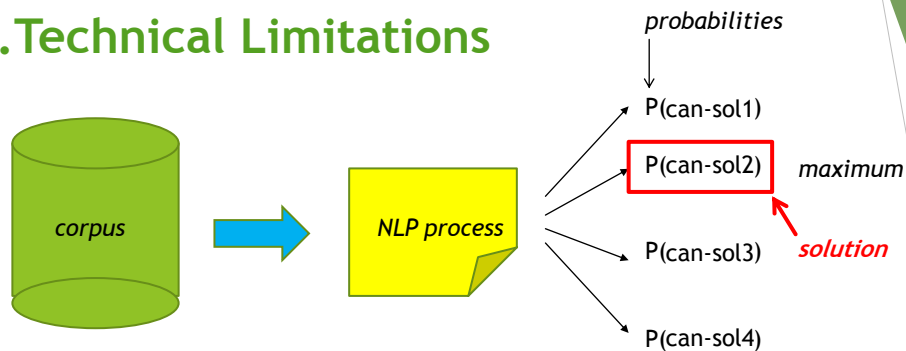 .Technical Limitations
probabilities
P(can-sol1)
P(can-sol2) maximum
corpus
NLP process
solution
P(can-sol3)
P(can-sol4)